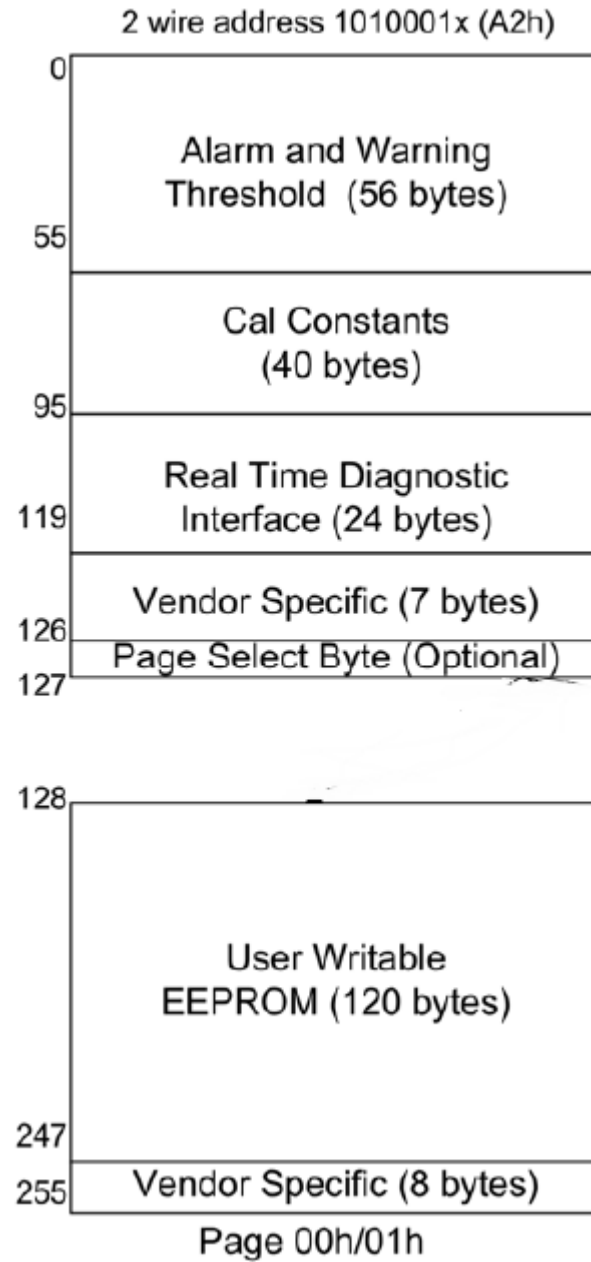 2 wire address 1010001x (A2h)
0
Alarm and Warning
Threshold (56 bytes)
55
Cal Constants
(40 bytes)
95
Real Time Diagnostic
119
Interface (24 bytes)
Vendor Specific (7 bytes)
126
Page Select Byte (Optional)
127
128
User Writable
EEPROM (120 bytes)
247
Vendor Specific (8 bytes)
255
Page 00h/01h